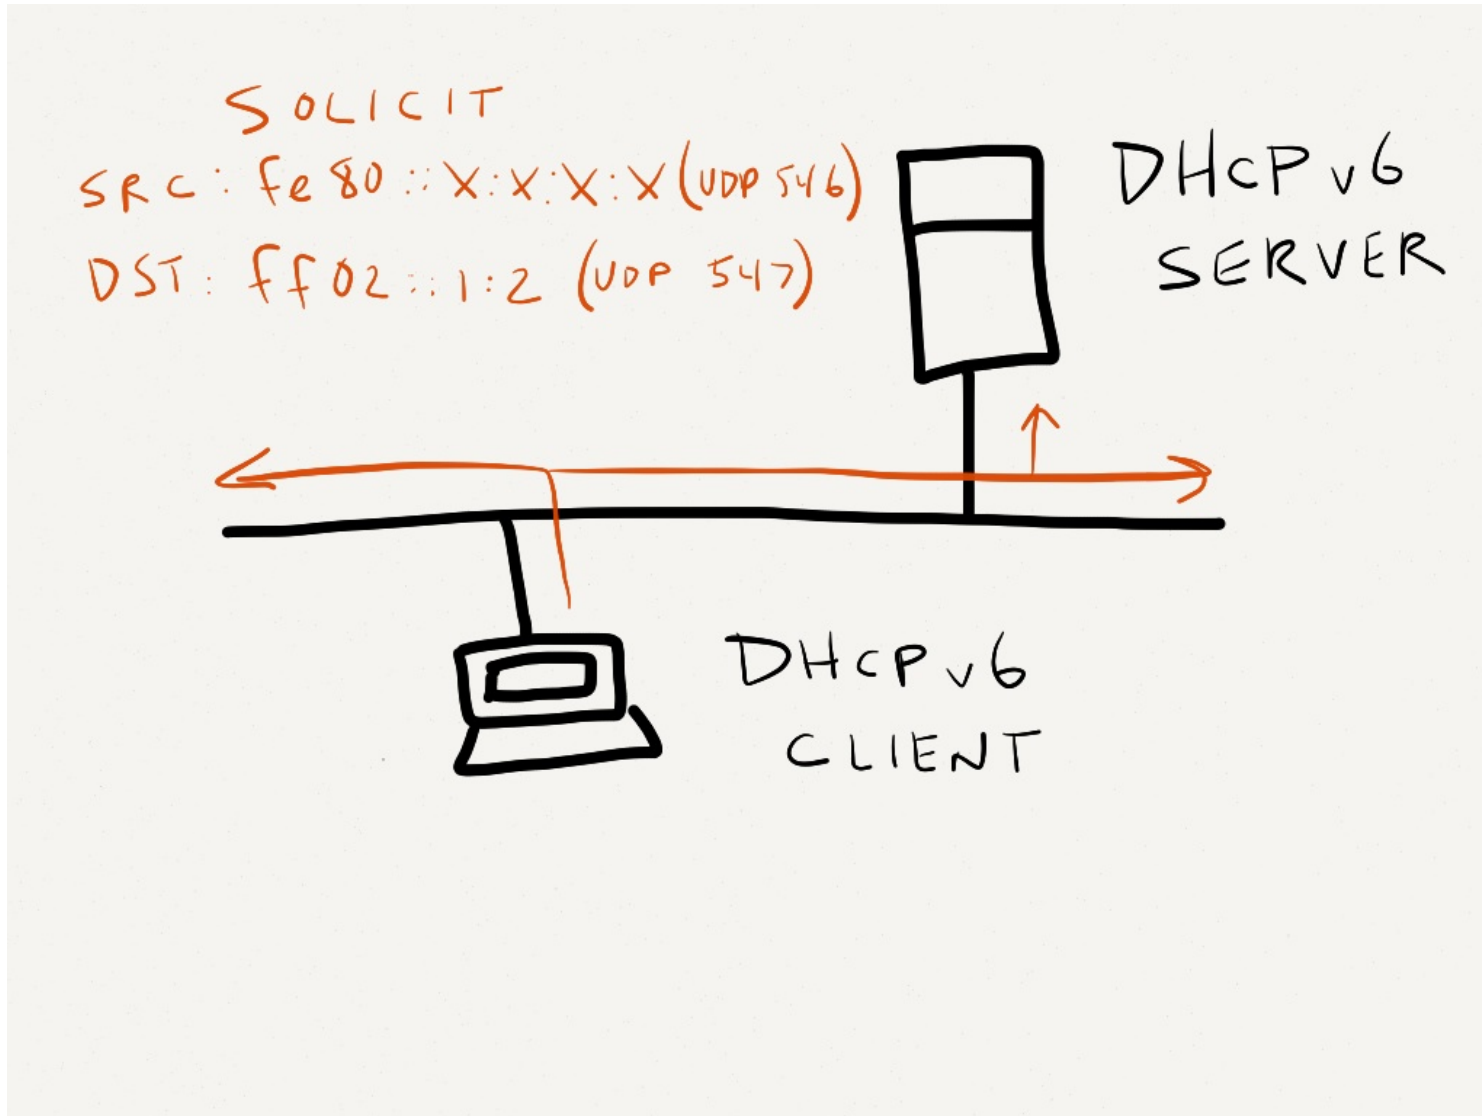 SOLICIT
SRC: fe80::X:X:X:X (UDP 546)
DST: ff02::1:2 (UDP 547)
DHCPv6
SERVER
DHCPv6
CLIENT